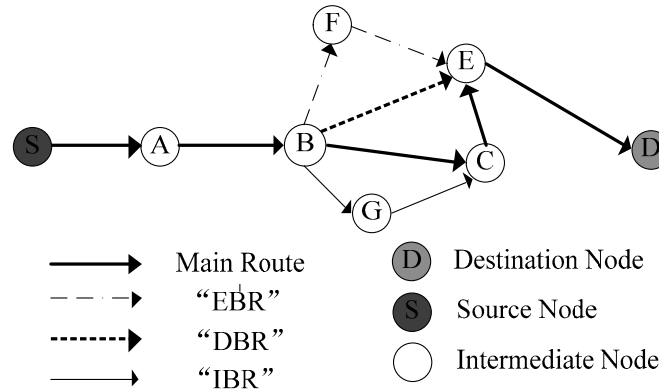 F
E
S
A
B
C
D
G
Main Route
“EBR”
“DBR”
“IBR”
D Destination Node
S Source Node
Intermediate Node